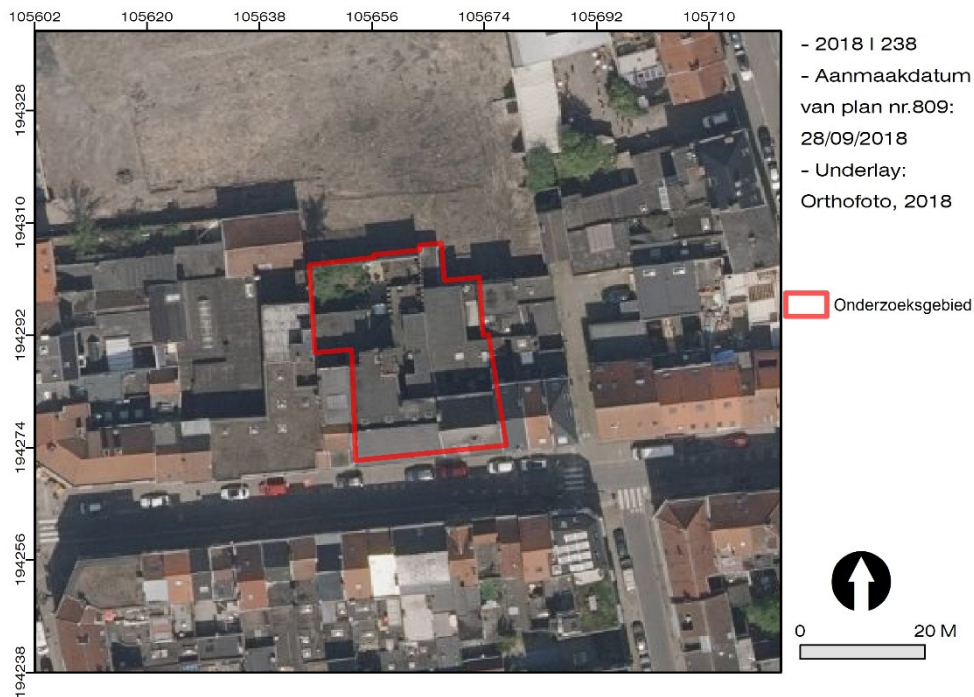 105602 105620 105638 105656 105674 105692 105710
194328
194310
194292
194274
194256
194238
- 2018 I 238
- Aanmaakdatum
van plan nr.809:
28/09/2018
- Underlay:
Orthofoto, 2018
Onderzoeksgebied
0 20 M